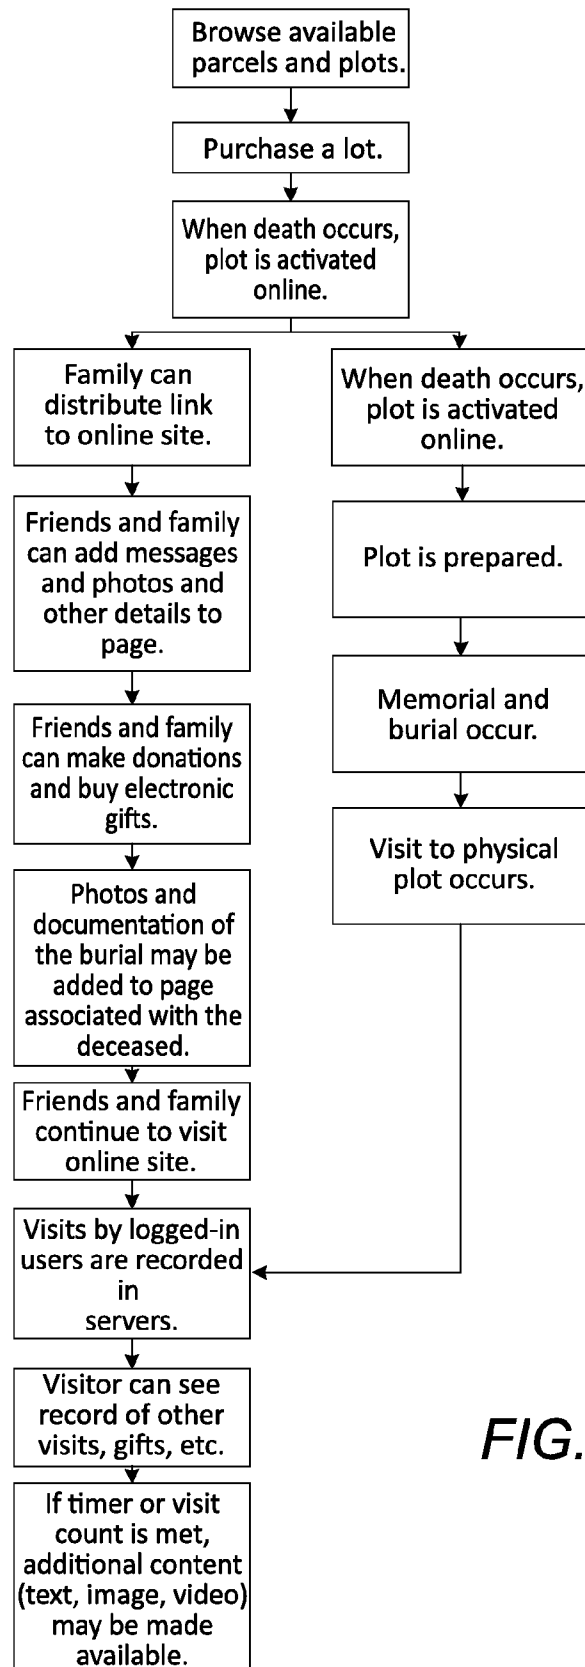 Browse available
parcels and plots.
Purchase a lot.
When death occurs,
plot is activated
online.
Family can
distribute link
to online site.
Friends and family
can add messages
and photos and
other details to
page.
Friends and family
can make donations
and buy electronic
gifts.
Photos and
documentation of
the burial may be
added to page
associated with the
deceased.
Friends and family
continue to visit
online site.
When death occurs,
plot is activated
online.
Plot is prepared.
Memorial and
burial occur.
Visit to physical
plot occurs.
Visits by logged-in
users are recorded
in
servers.
Visitor can see
record of other
visits, gifts, etc.
If timer or visit
count is met,
additional content
(text, image, video)
may be made
available.
FIG.